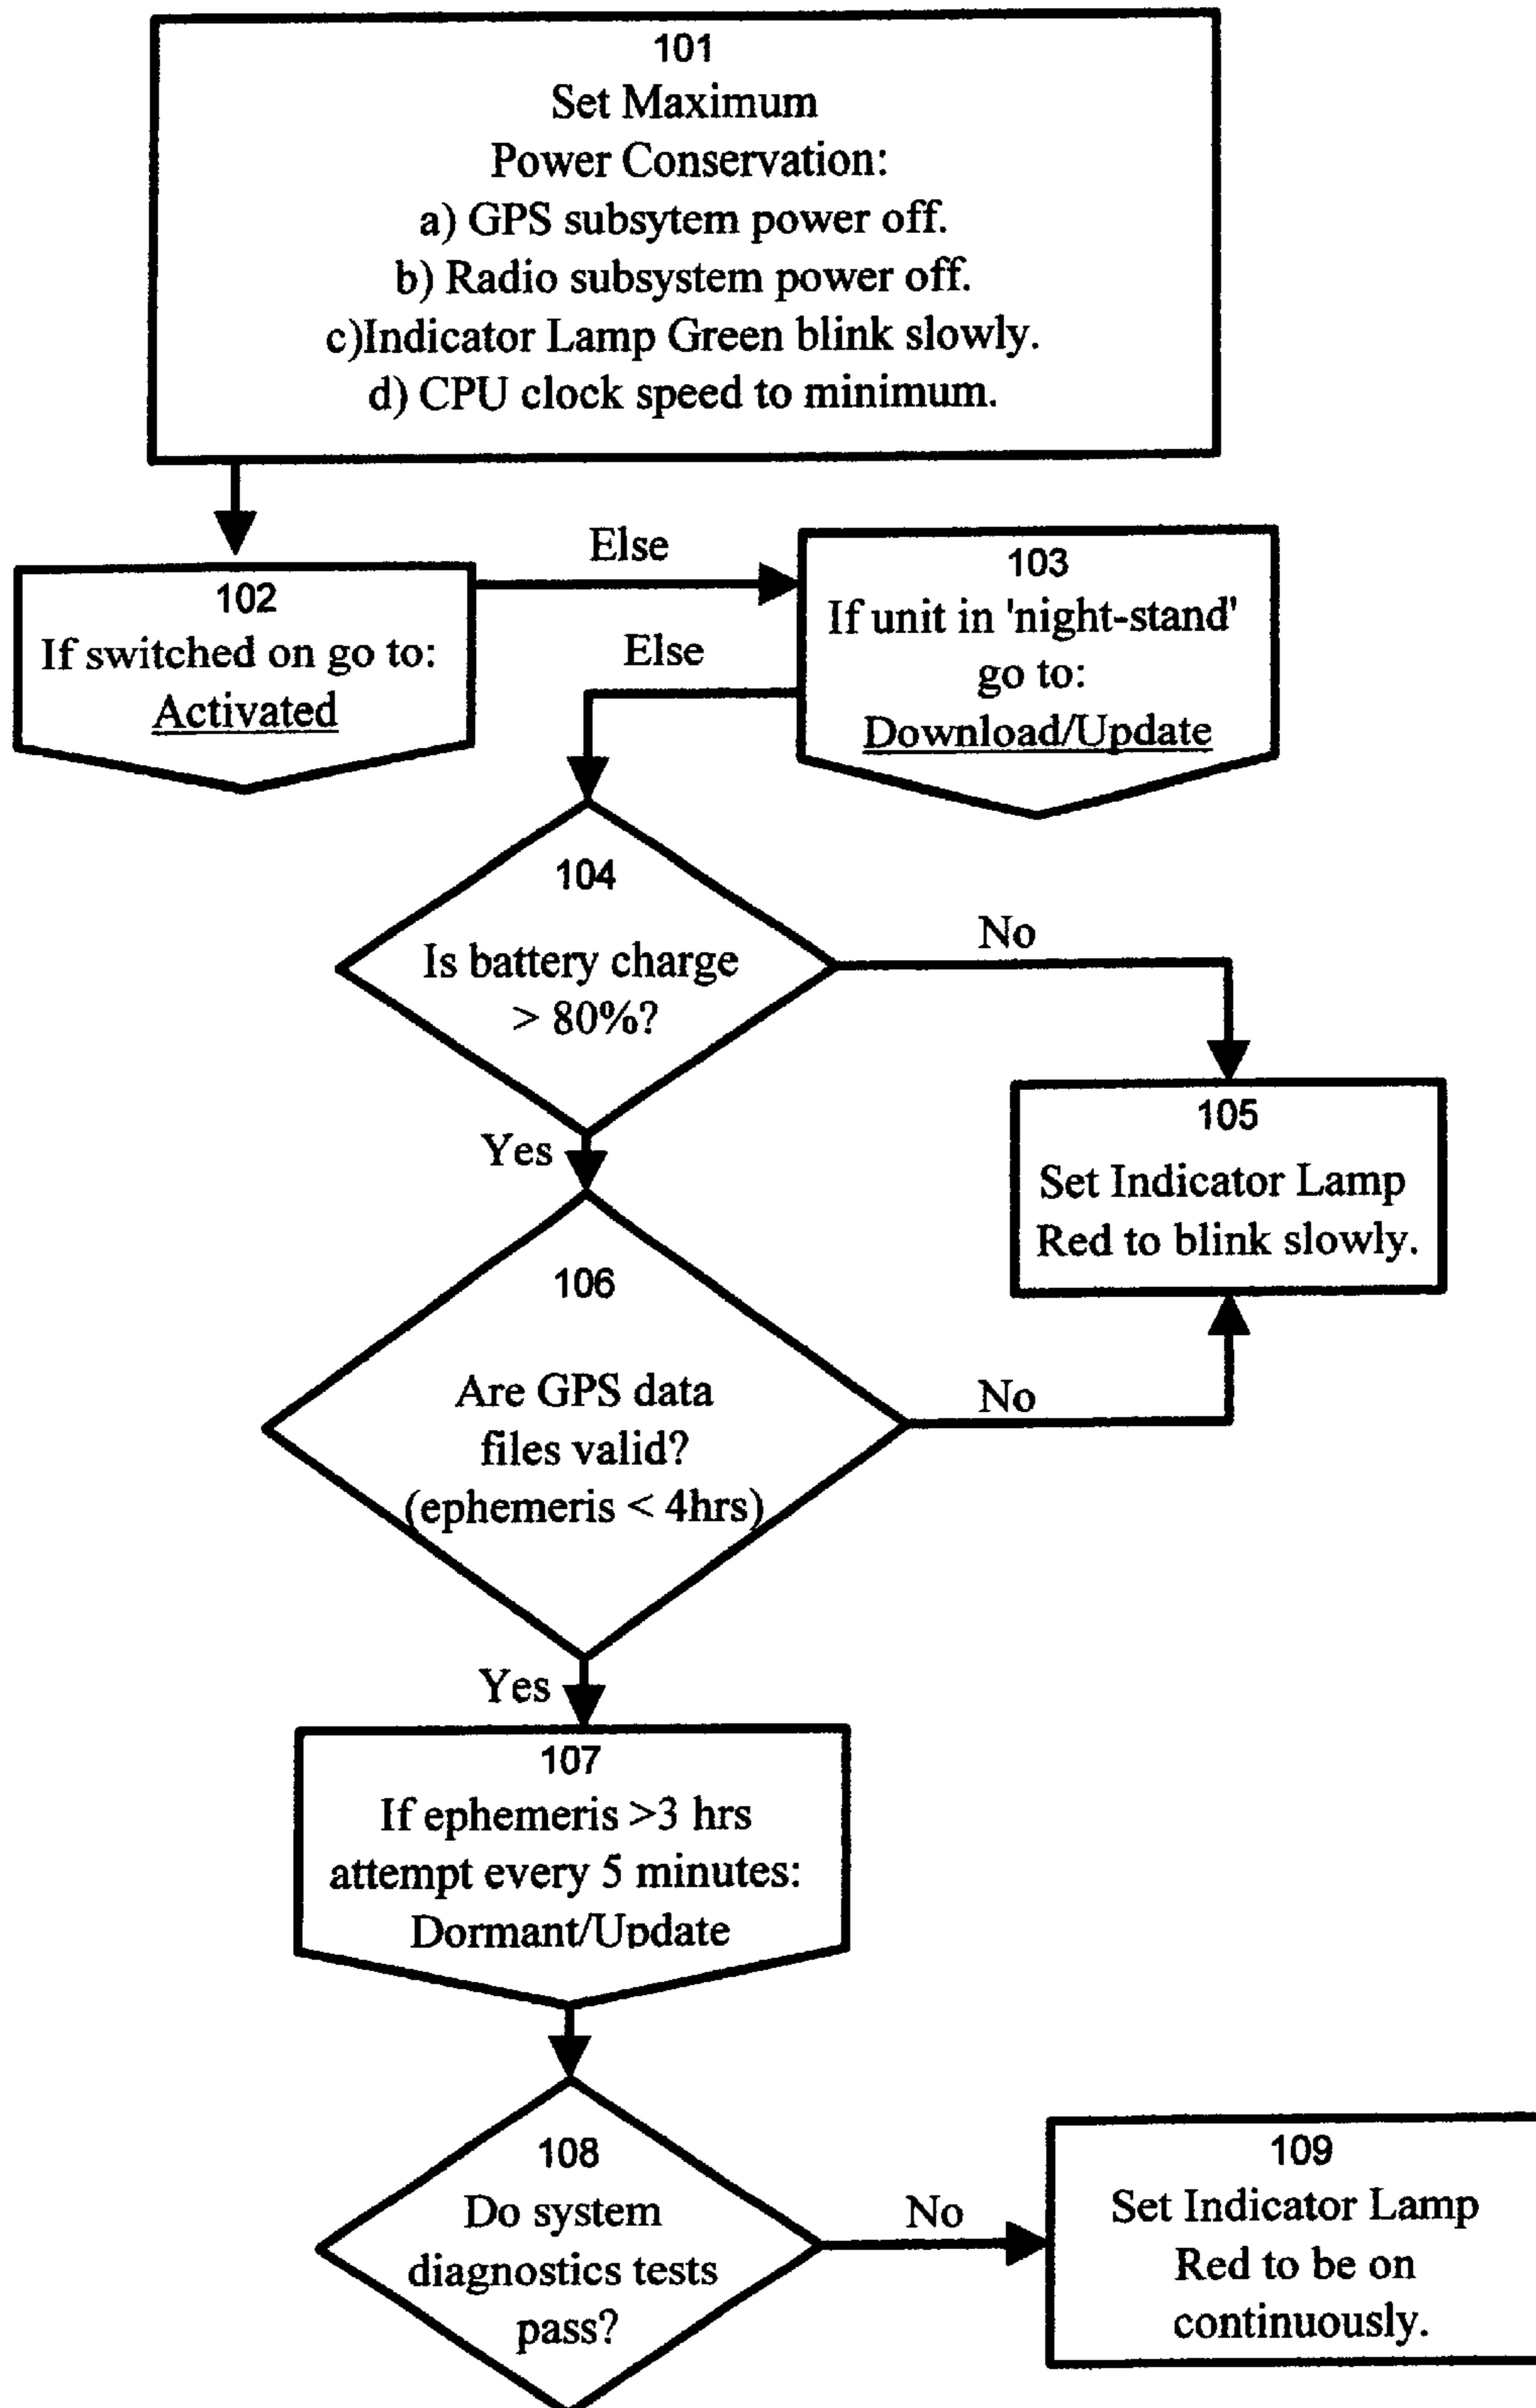 101
Set Maximum
Power Conservation:
a) GPS subsytem power off.
b) Radio subsystem power off.
c)Indicator Lamp Green blink slowly.
d) CPU clock speed to minimum.
Else
102
If switched on go to:
Activated
103
If unit in 'night-stand'
go to:
Download/Update
Else
104
Is battery charge
> 80%?
No
Yes
105
Set Indicator Lamp
Red to blink slowly.
106
Are GPS data
files valid?
(ephemeris < 4hrs)
No
Yes
107
If ephemeris >3 hrs
attempt every 5 minutes:
Dormant/Update
108
Do system
diagnostics tests
pass?
No
109
Set Indicator Lamp
Red to be on
continuously.